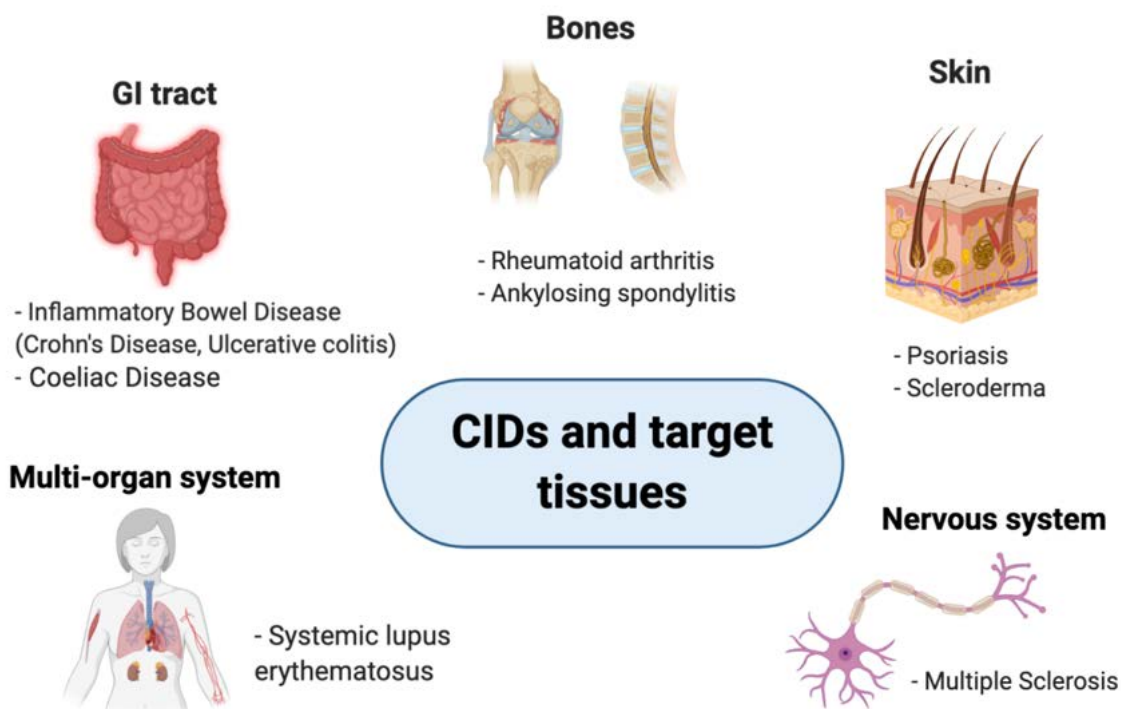 Bones
GI tract
Skin
- Rheumatoid arthritis
- Ankylosing spondylitis
- Inflammatory Bowel Disease
(Crohn's Disease, Ulcerative colitis)
- Coeliac Disease
- Psoriasis
- Scleroderma
CIDs and target
tissues
Multi-organ system
- Systemic lupus
erythematosus
Nervous system
- Multiple Sclerosis